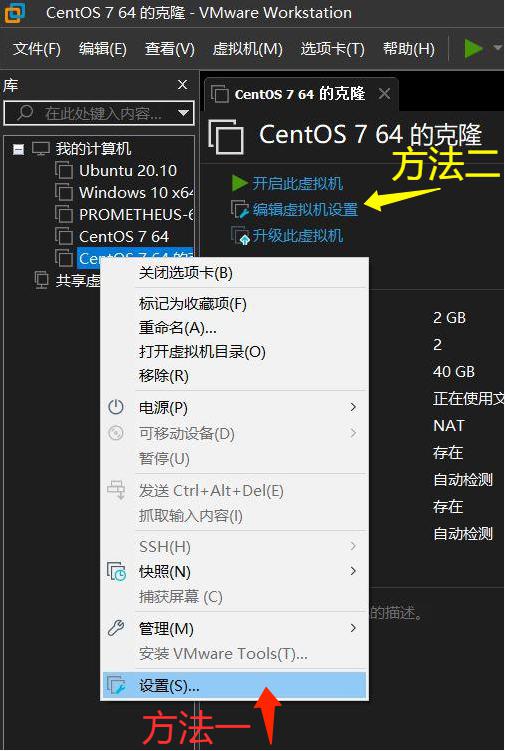 CentOS 7 64 的克隆 - VMware Workstation
文件(F) 编辑(E) 查看(V) 虚拟机(M) 选项卡(T) 帮助(H)
库
在此处键入内容...
CentOS 7 64 的克隆
我的计算机
Ubuntu 20.10
Windows 10 x64
PROMETHEUS-6
CentOS 7 64
CentOS 7 64 的克
共享虚
CentOS 7 64 的克隆
方法二
开启此虚拟机
编辑虚拟机设置
升级此虚拟机
关闭选项卡(B)
标记为收藏项(F)
重命名(A)...
打开虚拟机目录(O)
移除(R)
电源(P)
可移动设备(D)
暂停(U)
发送 Ctrl+Alt+Del(E)
抓取输入内容(I)
SSH(H)
快照(N)
捕获屏幕 (C)
管理(M)
安装 VMware Tools(T)...
设置(S)...
方法一
2 GB
2
40 GB
正在使用文
NAT
存在
自动检测
存在
自动检测
的描述。